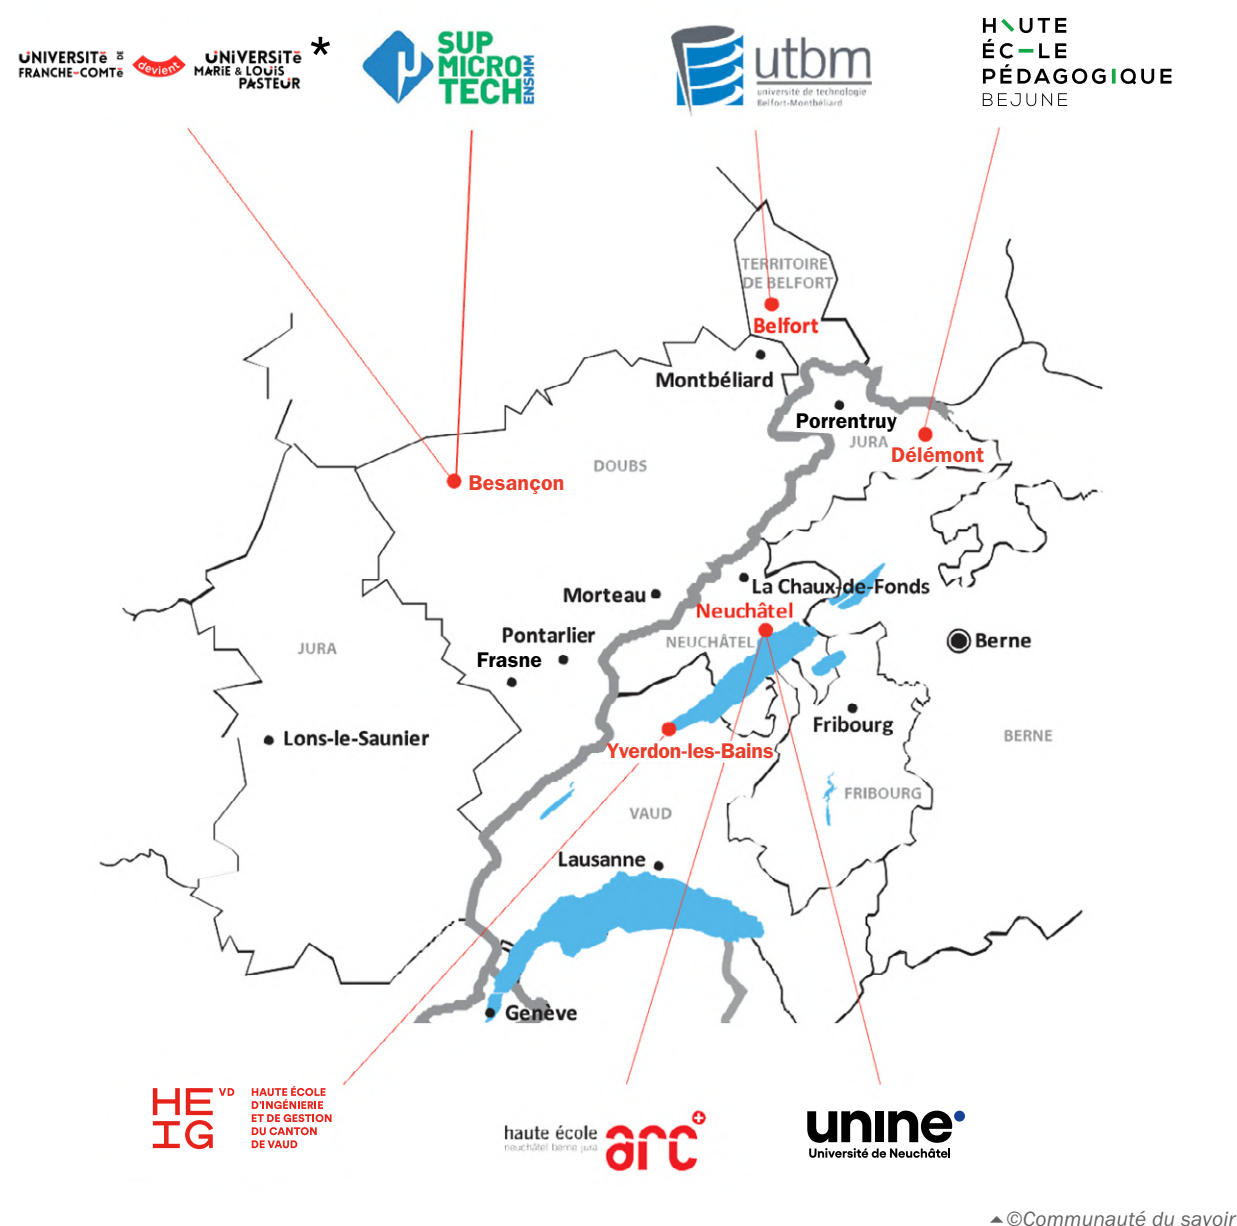 UNIVERSITÉ DE
FRANCHE-COMTÉ
devient
UNIVERSITÉ
MARIE & LOUIS
PASTEUR
*
SUP
MICRO
TECH
ENSMM
utbm
université de technologie
Belfort-Montbéliard
HAUTE
ÉCOLE
PÉDAGOGIQUE
BEJUNE
TERRITOIRE
DE BELFORT
Belfort
Montbéliard
Porrentruy
JURA
Délémont
DOUBS
Besançon
La Chaux-de-Fonds
Morteau
Neuchâtel
Pontarlier
NEUCHÂTEL
Berne
JURA
Frasne
Fribourg
Lons-le-Saunier
BERNE
Yverdon-les-Bains
FRIBOURG
VAUD
Lausanne
Genève
HEIG VD
HAUTE ÉCOLE
D'INGÉNIERIE
ET DE GESTION
DU CANTON
DE VAUD
haute école
neuchâtel berne jura
arc
unine
Université de Neuchâtel
©Communauté du savoir